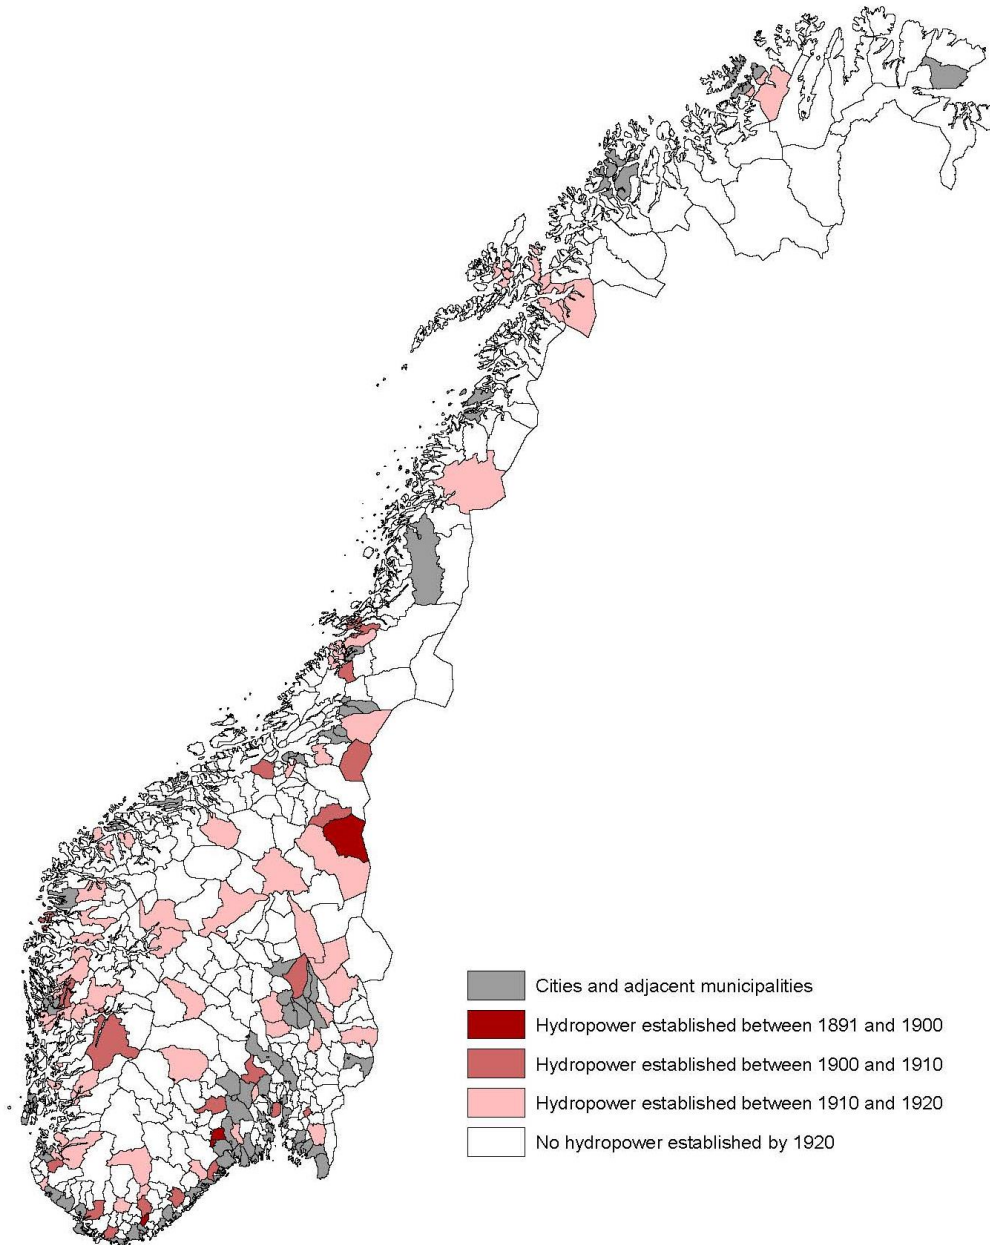 Cities and adjacent municipalities
Hydropower established between 1891 and 1900
Hydropower established between 1900 and 1910
Hydropower established between 1910 and 1920
No hydropower established by 1920